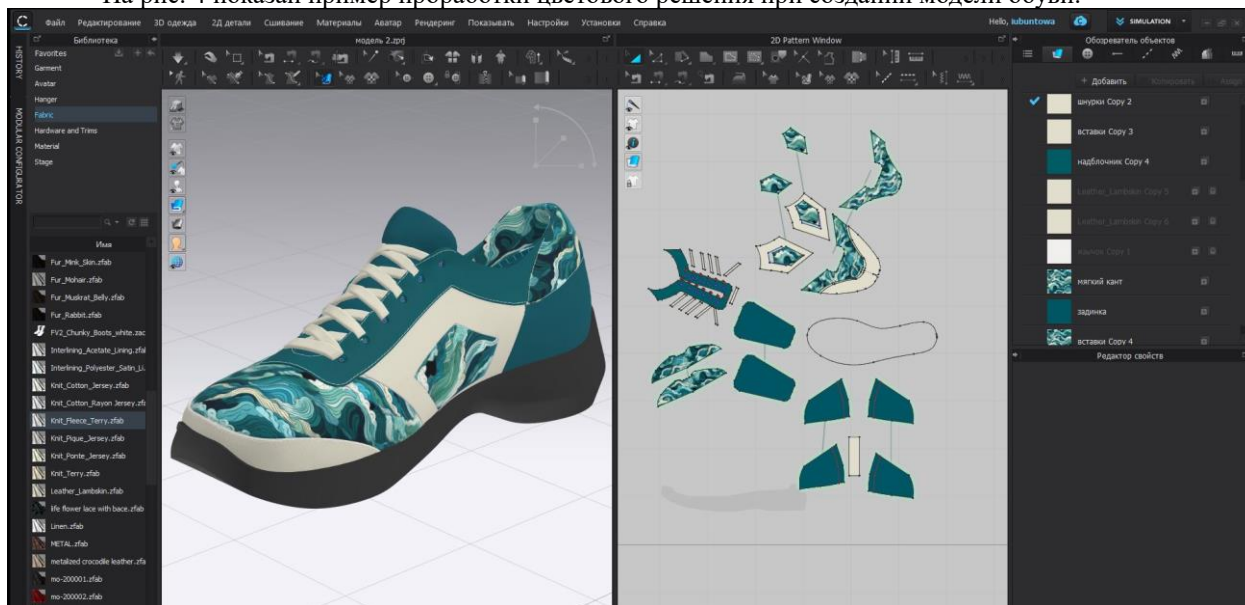 На рис. 4 показан пример проработки цветового решения при создании модели обуви.
C Файл Редактирование 3D одежда 2Д детали Сшивание Материалы Аватар Рендеринг Показывать Настройки Установки Справка Hello, iubuntowa SIMULATION
HISTORY
MODULAR CONFIGURATOR
Библиотека
Favorites
Garment
Avatar
Hanger
Fabric
Hardware and Trims
Material
Stage
Имя
Fur_Mink_Skin.zfab
Fur_Mohair.zfab
Fur_Muskrat_Belly.zfab
Fur_Rabbit.zfab
FV2_Chunky_Boots_white.zac
Interlining_Acetate_Lining.zfal
Interlining_Polyester_Satin_Li.
Knit_Cotton_Jersey.zfab
Knit_Cotton_Rayon Jersey.zfa
Knit_Fleece_Terry.zfab
Knit_Pique_Jersey.zfab
Knit_Ponte_Jersey.zfab
Knit_Terry.zfab
Leather_Lambskin.zfab
life flower lace with bace.zfab
Linen.zfab
METAL.zfab
metalized crocodile leather.zfa
mo-200001.zfab
mo-200002.zfab
модель 2.zprj
2D Pattern Window
Обозреватель объектов
+ Добавить Копировать Assign
шнурки Copy 2
вставки Copy 3
надблочник Copy 4
Leather_Lambskin Copy 5
Leather_Lambskin Copy 6
язычок Copy 1
мягкий кант
задинка
вставки Copy 4
Редактор свойств